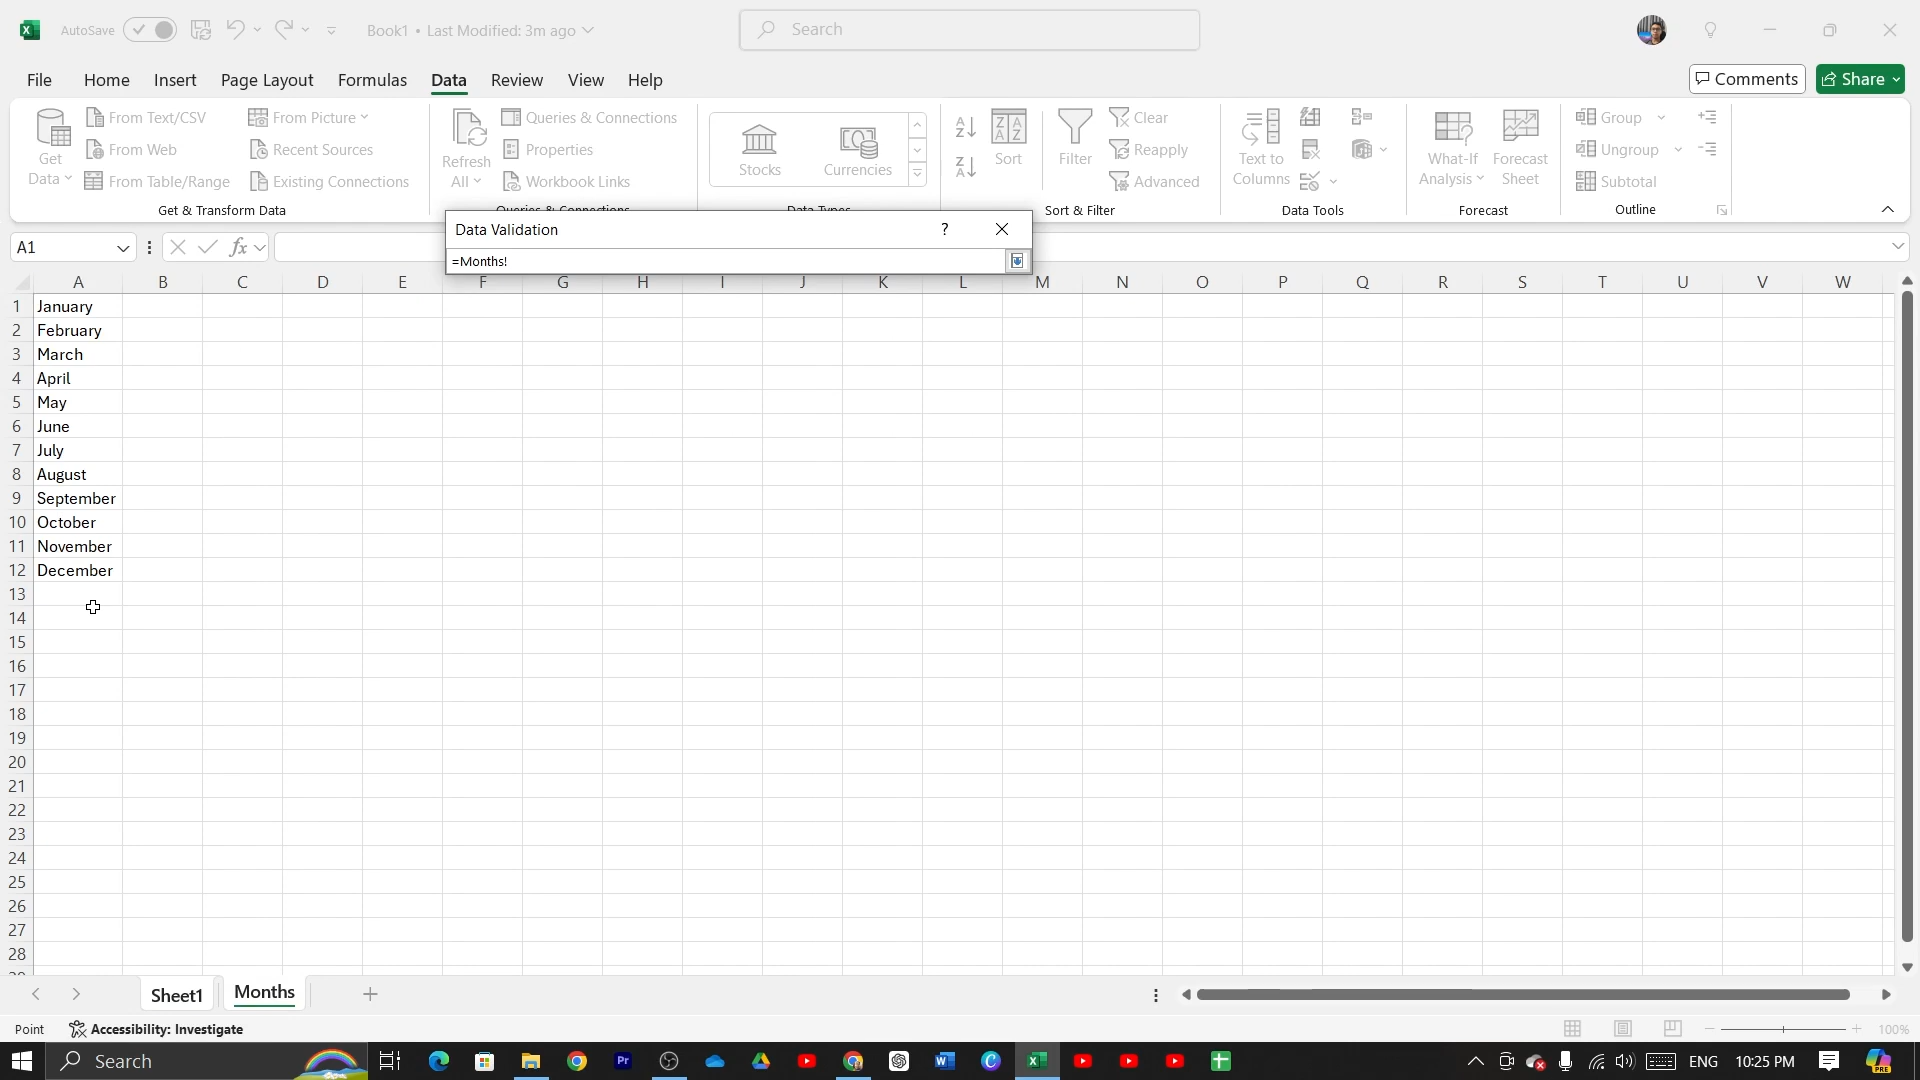 AutoSave
Book1 • Last Modified: 3m ago
Search
File Home Insert Page Layout Formulas Data Review View Help
Comments Share
Get Data
From Text/CSV
From Web
From Table/Range
From Picture
Recent Sources
Existing Connections
Get & Transform Data
Refresh All
Queries & Connections
Properties
Workbook Links
Queries & Connections
Stocks
Currencies
Data Types
Sort
Filter
Clear
Reapply
Advanced
Sort & Filter
Text to Columns
Data Tools
What-If Analysis
Forecast Sheet
Forecast
Group
Ungroup
Subtotal
Outline
Data Validation ?
=Months!
A1
fx
A B C D E F G H I J K L M N O P Q R S T U V W
1 January
2 February
3 March
4 April
5 May
6 June
7 July
8 August
9 September
10 October
11 November
12 December
13
14
15
16
17
18
19
20
21
22
23
24
25
26
27
28
Sheet1 Months
Point Accessibility: Investigate 100%
Search ENG 10:25 PM